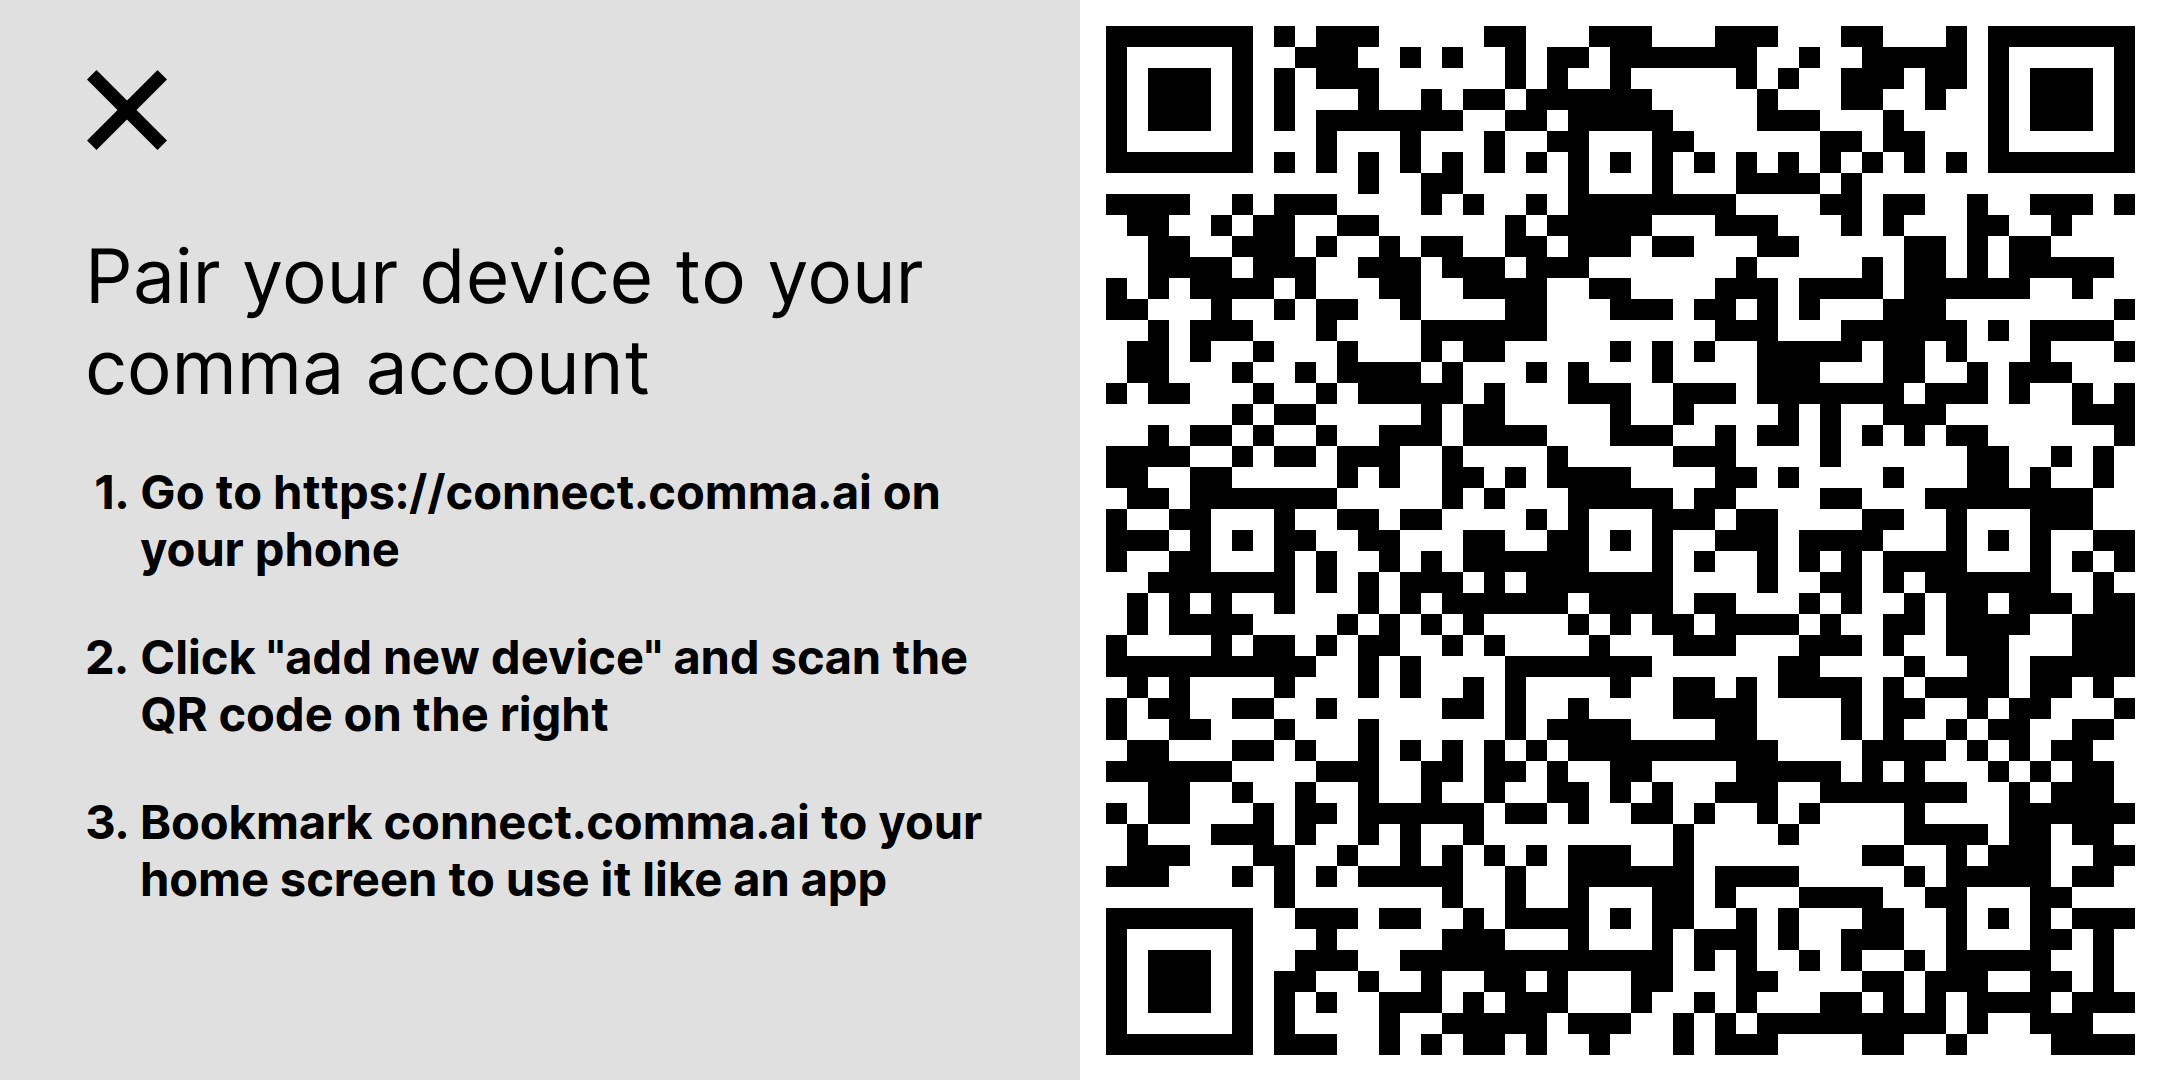 Pair your device to your
comma account
1. Go to https://connect.comma.ai on
your phone
2. Click "add new device" and scan the
QR code on the right
3. Bookmark connect.comma.ai to your
home screen to use it like an app